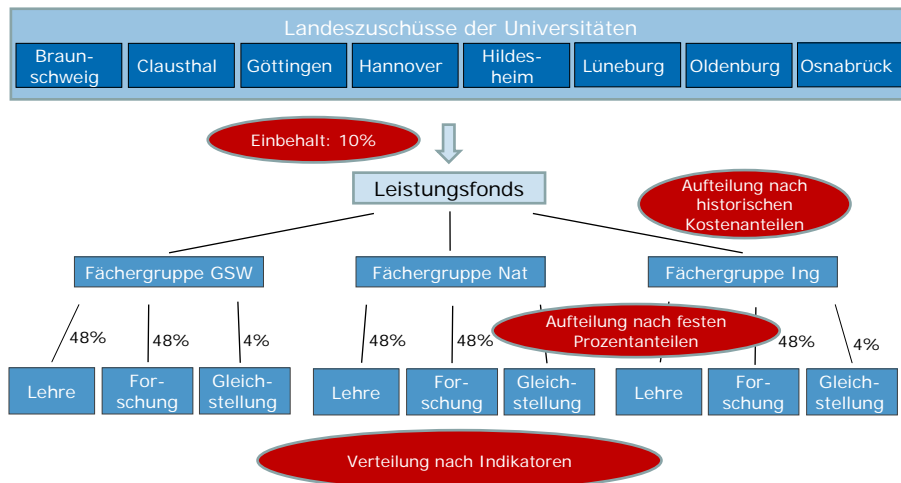 Landeszuschüsse der Universitäten
Braun-
schweig
Clausthal
Göttingen
Hannover
Hildes-
heim
Lüneburg
Oldenburg
Osnabrück
Einbehalt: 10%
Leistungsfonds
Aufteilung nach
historischen
Kostenanteilen
Fächergruppe GSW
Fächergruppe Nat
Fächergruppe Ing
48%
48%
4%
48%
48%
Aufteilung nach festen
Prozentanteilen
48%
4%
Lehre
For-
schung
Gleich-
stellung
Lehre
For-
schung
Gleich-
stellung
Lehre
For-
schung
Gleich-
stellung
Verteilung nach Indikatoren